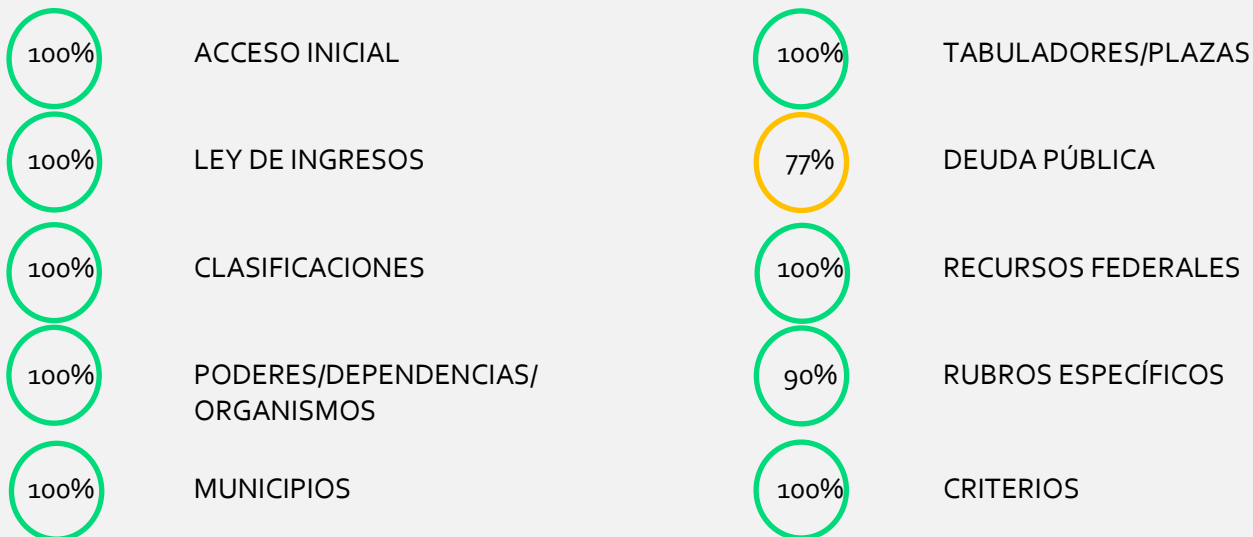 100% ACCESO INICIAL
100% LEY DE INGRESOS
100% CLASIFICACIONES
100% PODERES/DEPENDENCIAS/
ORGANISMOS
100% MUNICIPIOS
100% TABULADORES/PLAZAS
77% DEUDA PÚBLICA
100% RECURSOS FEDERALES
90% RUBROS ESPECÍFICOS
100% CRITERIOS